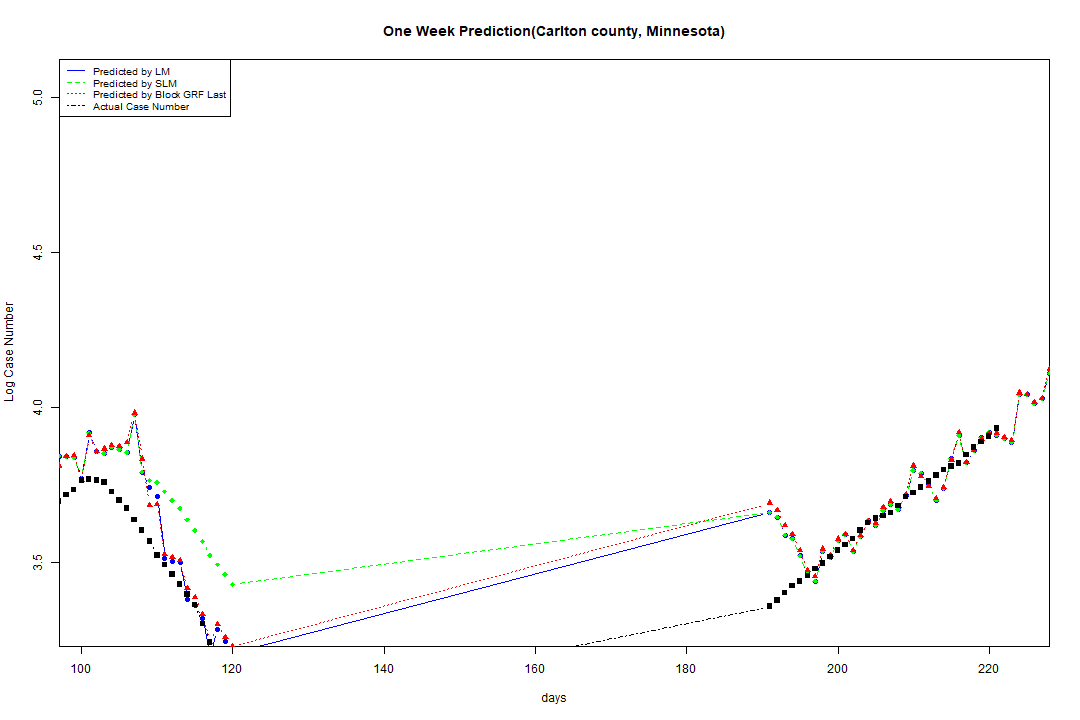 One Week Prediction(Carlton county, Minnesota)
Predicted by LM
Predicted by SLM
Predicted by Block GRF Last
Actual Case Number
5.0
4.5
4.0
3.5
Log Case Number
100 120 140 160 180 200 220
days